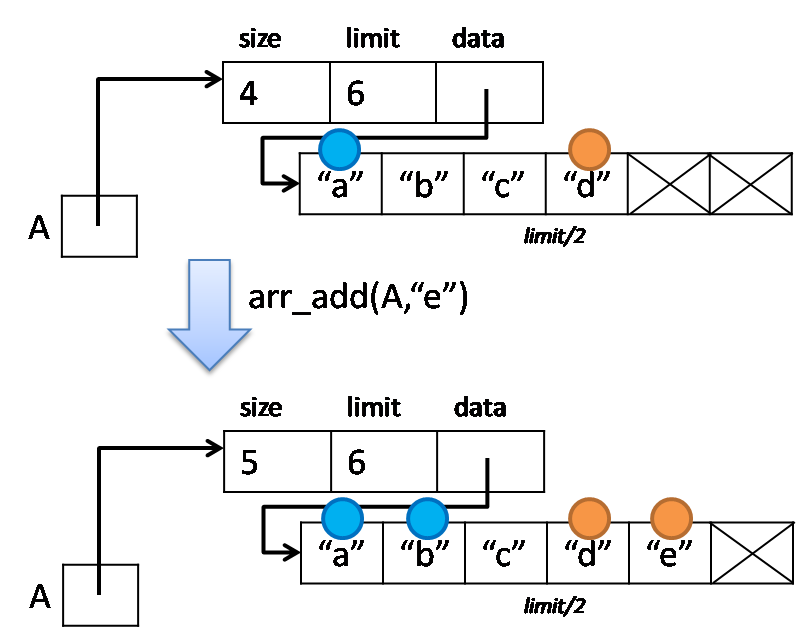 size limit data
4 6
“a” “b” “c” “d”
A
limit/2
arr_add(A,“e”)
size limit data
5 6
“a” “b” “c” “d” “e”
A
limit/2